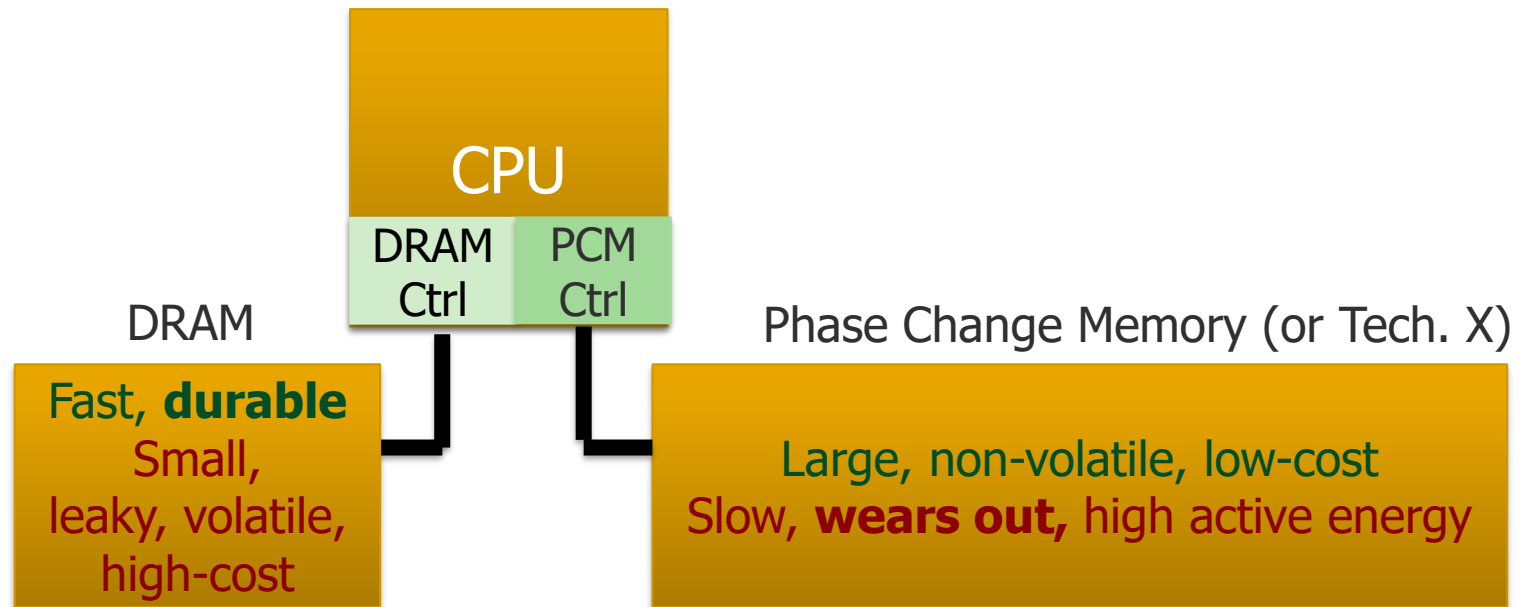 CPU
DRAM
Ctrl
PCM
Ctrl
DRAM
Fast, durable
Small,
leaky, volatile,
high-cost
Phase Change Memory (or Tech. X)
Large, non-volatile, low-cost
Slow, wears out, high active energy